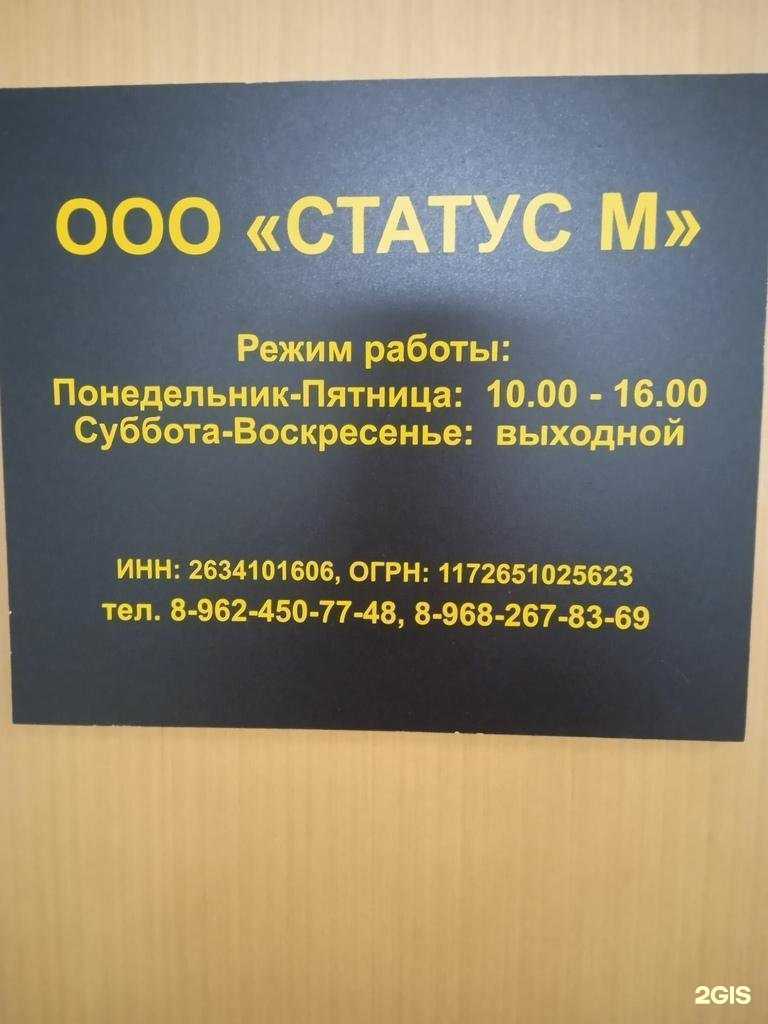 ООО «СТАТУС М»
Режим работы:
Понедельник-Пятница: 10.00 - 16.00
Суббота-Воскресенье: выходной
ИНН: 2634101606, ОГРН: 1172651025623
тел. 8-962-450-77-48, 8-968-267-83-69
2GIS